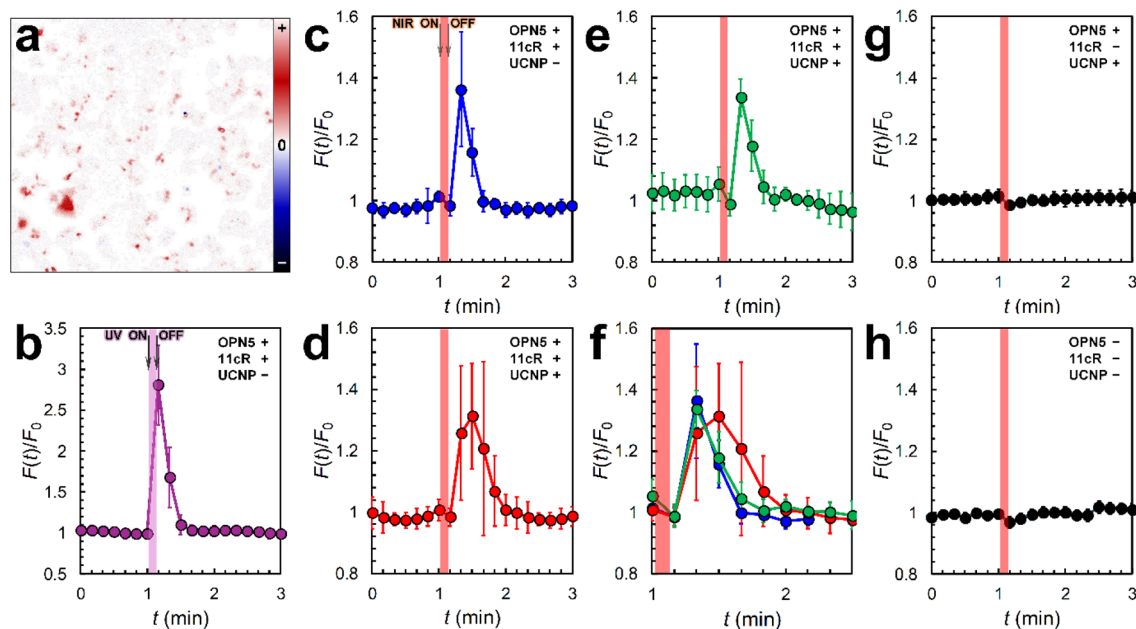 a
+
0
–
b
UV ON OFF
OPN5 +
11cR +
UCNP –
F(t)/F0
3.5
3
2.5
2
1.5
1
0.5
0 1 2 3
t (min)
c
NIR ON OFF
OPN5 +
11cR +
UCNP –
F(t)/F0
1.6
1.4
1.2
1
0.8
0 1 2 3
t (min)
d
OPN5 +
11cR +
UCNP +
F(t)/F0
1.6
1.4
1.2
1
0.8
0 1 2 3
t (min)
e
OPN5 +
11cR +
UCNP +
F(t)/F0
1.6
1.4
1.2
1
0.8
0 1 2 3
t (min)
f
F(t)/F0
1.6
1.4
1.2
1
0.8
1 2
t (min)
g
OPN5 +
11cR –
UCNP +
F(t)/F0
1.6
1.4
1.2
1
0.8
0 1 2 3
t (min)
h
OPN5 –
11cR –
UCNP –
F(t)/F0
1.6
1.4
1.2
1
0.8
0 1 2 3
t (min)